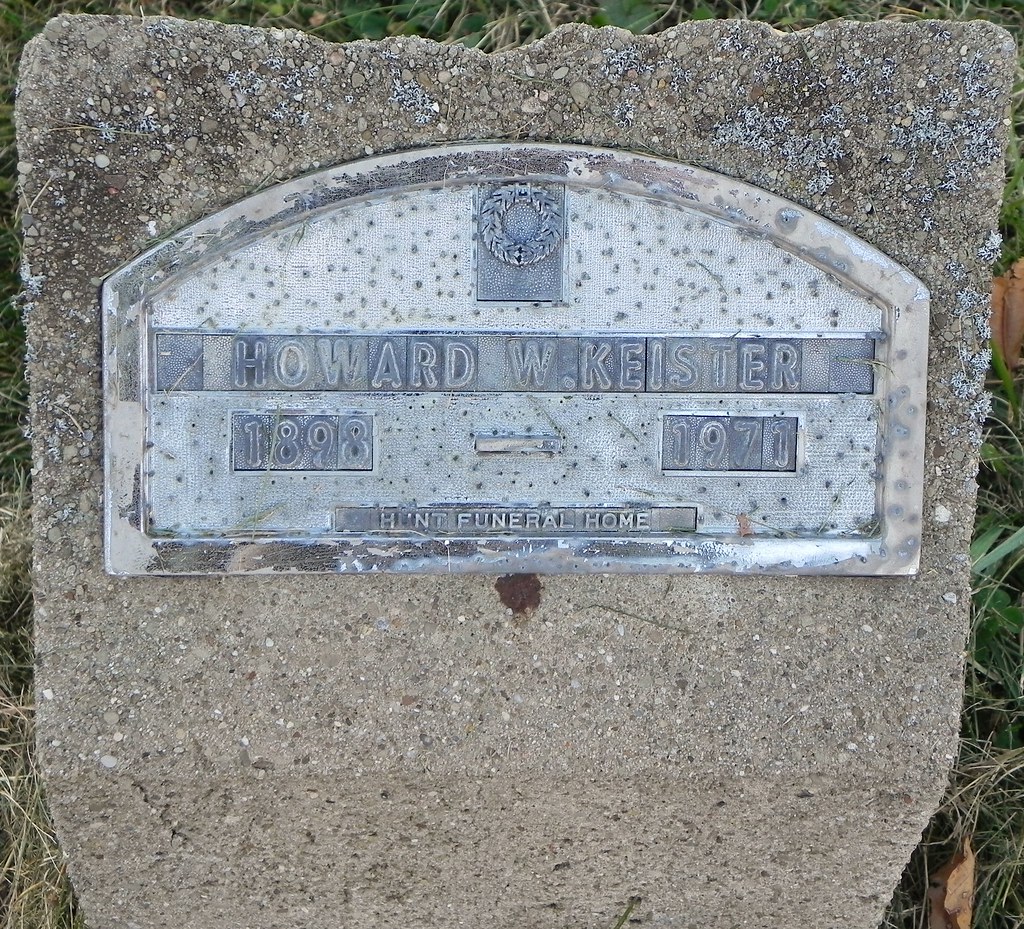 HOWARD W. KEISTER
1898 – 1971
HUNT FUNERAL HOME